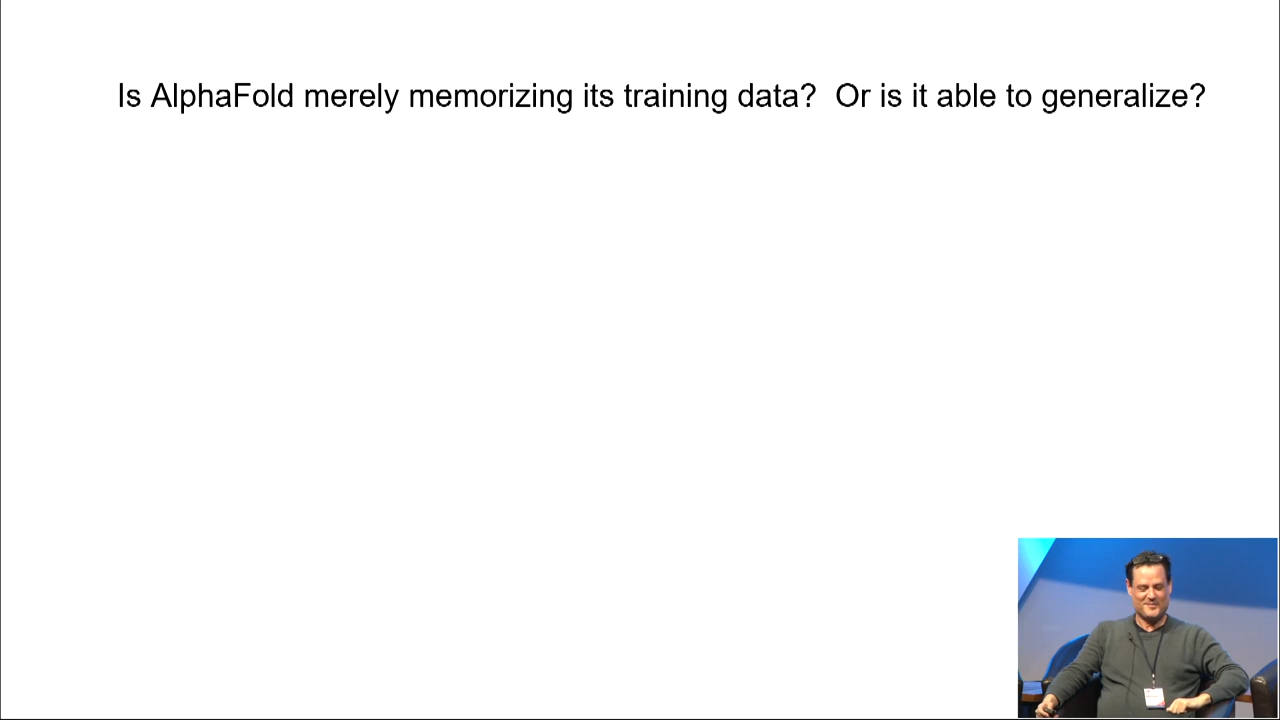 Is AlphaFold merely memorizing its training data?  Or is it able to generalize?